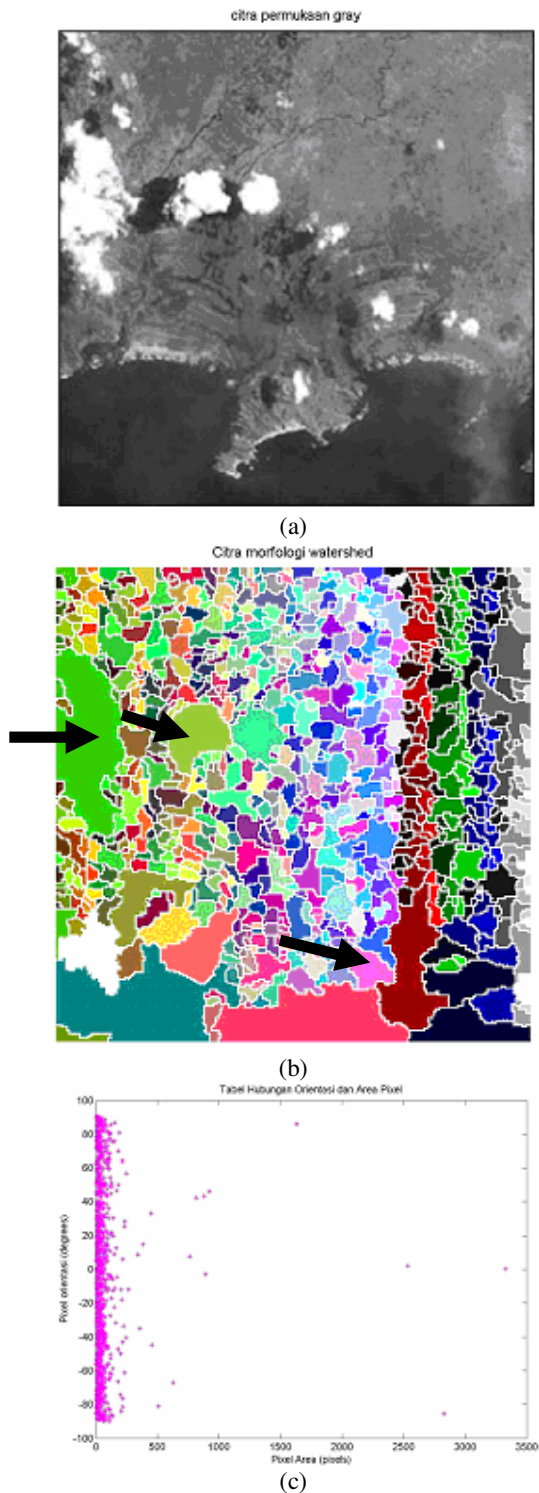 citra permukaan gray
(a)
Citra morfologi watershed
(b)
Tabel Hubungan Orientasi dan Area Pixel
Pixel orientasi (degrees)
100
80
60
40
20
0
-20
-40
-60
-80
-100
0 500 1000 1500 2000 2500 3000 3500
Pixel Area (pixels)
(c)